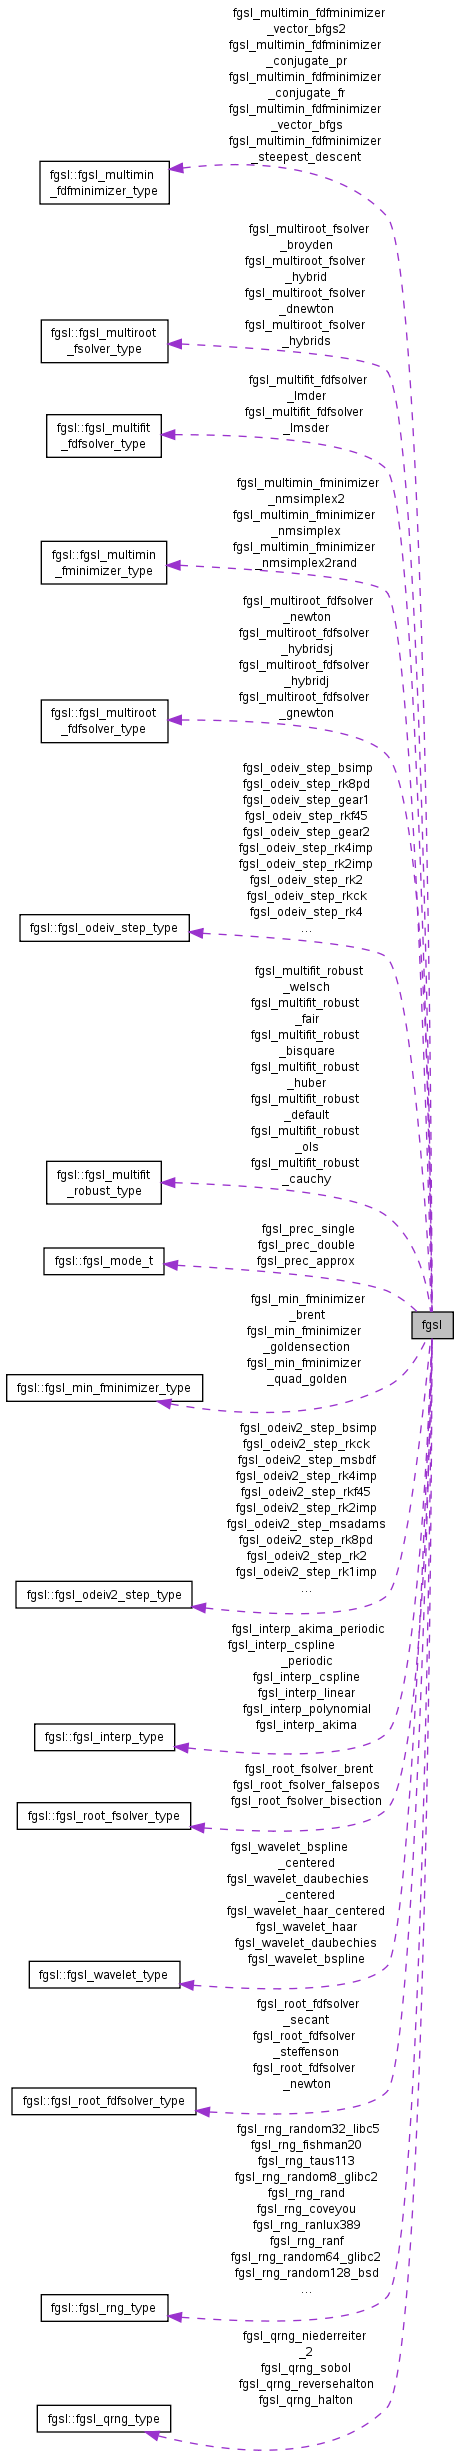 fgsl_multimin_fdfminimizer
_vector_bfgs2
fgsl_multimin_fdfminimizer
_conjugate_pr
fgsl_multimin_fdfminimizer
_conjugate_fr
fgsl_multimin_fdfminimizer
_vector_bfgs
fgsl_multimin_fdfminimizer
_steepest_descent
fgsl::fgsl_multimin
_fdfminimizer_type
fgsl_multiroot_fsolver
_broyden
fgsl_multiroot_fsolver
_hybrid
fgsl_multiroot_fsolver
_dnewton
fgsl_multiroot_fsolver
_hybrids
fgsl::fgsl_multiroot
_fsolver_type
fgsl_multifit_fdfsolver
_lmder
fgsl_multifit_fdfsolver
_lmsder
fgsl::fgsl_multifit
_fdfsolver_type
fgsl_multimin_fminimizer
_nmsimplex2
fgsl_multimin_fminimizer
_nmsimplex
fgsl_multimin_fminimizer
_nmsimplex2rand
fgsl::fgsl_multimin
_fminimizer_type
fgsl_multiroot_fdfsolver
_newton
fgsl_multiroot_fdfsolver
_hybridsj
fgsl_multiroot_fdfsolver
_hybridj
fgsl_multiroot_fdfsolver
_gnewton
fgsl::fgsl_multiroot
_fdfsolver_type
fgsl_odeiv_step_bsimp
fgsl_odeiv_step_rk8pd
fgsl_odeiv_step_gear1
fgsl_odeiv_step_rkf45
fgsl_odeiv_step_gear2
fgsl_odeiv_step_rk4imp
fgsl_odeiv_step_rk2imp
fgsl_odeiv_step_rk2
fgsl_odeiv_step_rkck
fgsl_odeiv_step_rk4
...
fgsl::fgsl_odeiv_step_type
fgsl_multifit_robust
_welsch
fgsl_multifit_robust
_fair
fgsl_multifit_robust
_bisquare
fgsl_multifit_robust
_huber
fgsl_multifit_robust
_default
fgsl_multifit_robust
_ols
fgsl_multifit_robust
_cauchy
fgsl::fgsl_multifit
_robust_type
fgsl_prec_single
fgsl_prec_double
fgsl_prec_approx
fgsl::fgsl_mode_t
fgsl
fgsl_min_fminimizer
_brent
fgsl_min_fminimizer
_goldensection
fgsl_min_fminimizer
_quad_golden
fgsl::fgsl_min_fminimizer_type
fgsl_odeiv2_step_bsimp
fgsl_odeiv2_step_rkck
fgsl_odeiv2_step_msbdf
fgsl_odeiv2_step_rk4imp
fgsl_odeiv2_step_rkf45
fgsl_odeiv2_step_rk2imp
fgsl_odeiv2_step_msadams
fgsl_odeiv2_step_rk8pd
fgsl_odeiv2_step_rk2
fgsl_odeiv2_step_rk1imp
...
fgsl::fgsl_odeiv2_step_type
fgsl_interp_akima_periodic
fgsl_interp_cspline
_periodic
fgsl_interp_cspline
fgsl_interp_linear
fgsl_interp_polynomial
fgsl_interp_akima
fgsl::fgsl_interp_type
fgsl_root_fsolver_brent
fgsl_root_fsolver_falsepos
fgsl_root_fsolver_bisection
fgsl::fgsl_root_fsolver_type
fgsl_wavelet_bspline
_centered
fgsl_wavelet_daubechies
_centered
fgsl_wavelet_haar_centered
fgsl_wavelet_haar
fgsl_wavelet_daubechies
fgsl_wavelet_bspline
fgsl::fgsl_wavelet_type
fgsl_root_fdfsolver
_secant
fgsl_root_fdfsolver
_steffenson
fgsl_root_fdfsolver
_newton
fgsl::fgsl_root_fdfsolver_type
fgsl_rng_random32_libc5
fgsl_rng_fishman20
fgsl_rng_taus113
fgsl_rng_random8_glibc2
fgsl_rng_rand
fgsl_rng_coveyou
fgsl_rng_ranlux389
fgsl_rng_ranf
fgsl_rng_random64_glibc2
fgsl_rng_random128_bsd
...
fgsl::fgsl_rng_type
fgsl_qrng_niederreiter
_2
fgsl_qrng_sobol
fgsl_qrng_reversehalton
fgsl_qrng_halton
fgsl::fgsl_qrng_type